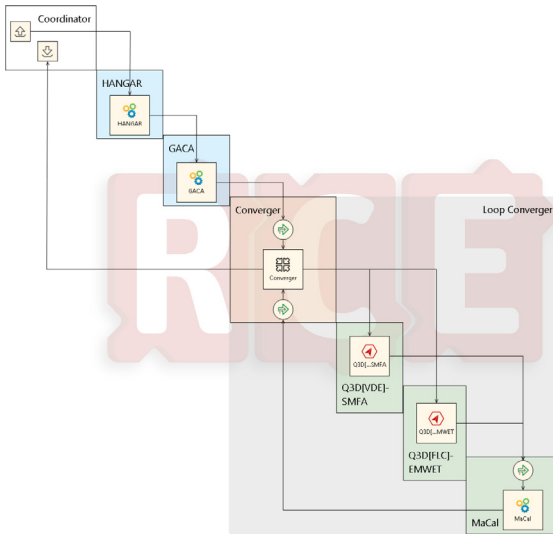 Coordinator
HANGAR
HANGAR
GACA
GACA
Converger
Loop Converger
Converger
Q3D[...SMFA
Q3D[VDE]-
SMFA
Q3D[...MWET
Q3D[FLC]-
EMWET
MaCal
MaCal
RCE